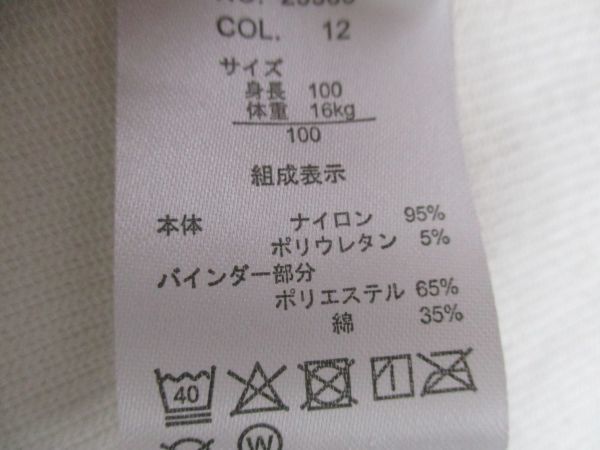 COL. 12
サイズ
身長 100
体重 16kg
100
組成表示
本体 ナイロン 95%
ポリウレタン 5%
バインダー部分
ポリエステル 65%
綿 35%
40
W